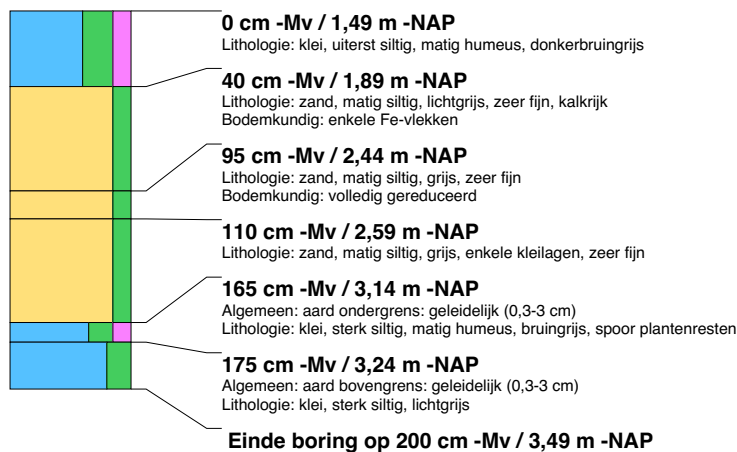 0 cm -Mv / 1,49 m -NAP
Lithologie: klei, uiterst siltig, matig humeus, donkerbruingrijs
40 cm -Mv / 1,89 m -NAP
Lithologie: zand, matig siltig, lichtgrijs, zeer fijn, kalkrijk
Bodemkundig: enkele Fe-vlekken
95 cm -Mv / 2,44 m -NAP
Lithologie: zand, matig siltig, grijs, zeer fijn
Bodemkundig: volledig gereduceerd
110 cm -Mv / 2,59 m -NAP
Lithologie: zand, matig siltig, grijs, enkele kleilagen, zeer fijn
165 cm -Mv / 3,14 m -NAP
Algemeen: aard ondergrens: geleidelijk (0,3-3 cm)
Lithologie: klei, sterk siltig, matig humeus, bruingrijs, spoor plantenresten
175 cm -Mv / 3,24 m -NAP
Algemeen: aard bovengrens: geleidelijk (0,3-3 cm)
Lithologie: klei, sterk siltig, lichtgrijs
Einde boring op 200 cm -Mv / 3,49 m -NAP